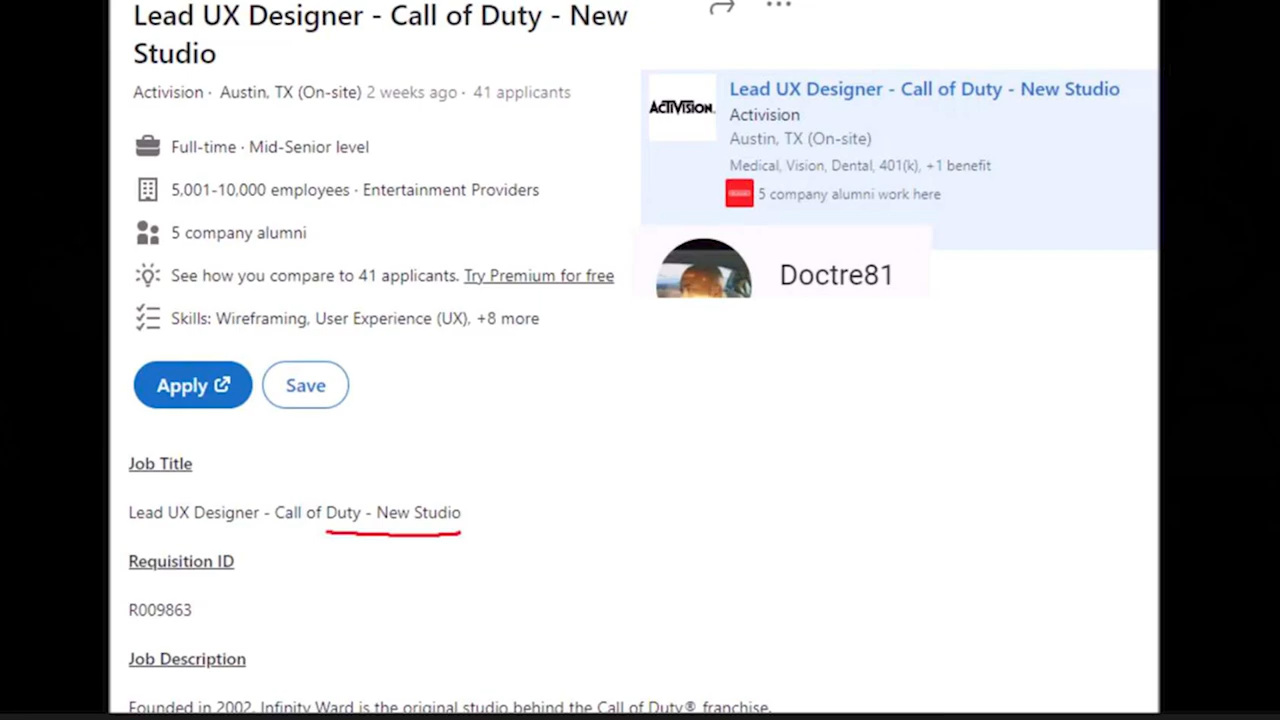 Lead UX Designer - Call of Duty - New
Studio
Activision · Austin, TX (On-site) 2 weeks ago · 41 applicants
Full-time · Mid-Senior level
5,001-10,000 employees · Entertainment Providers
5 company alumni
See how you compare to 41 applicants. Try Premium for free
Skills: Wireframing, User Experience (UX), +8 more
Apply
Save
Job Title
Lead UX Designer - Call of Duty - New Studio
Requisition ID
R009863
Job Description
Founded in 2002, Infinity Ward is the original studio behind the Call of Duty® franchise.
ACTIVISION.
Lead UX Designer - Call of Duty - New Studio
Activision
Austin, TX (On-site)
Medical, Vision, Dental, 401(k), +1 benefit
5 company alumni work here
Doctre81